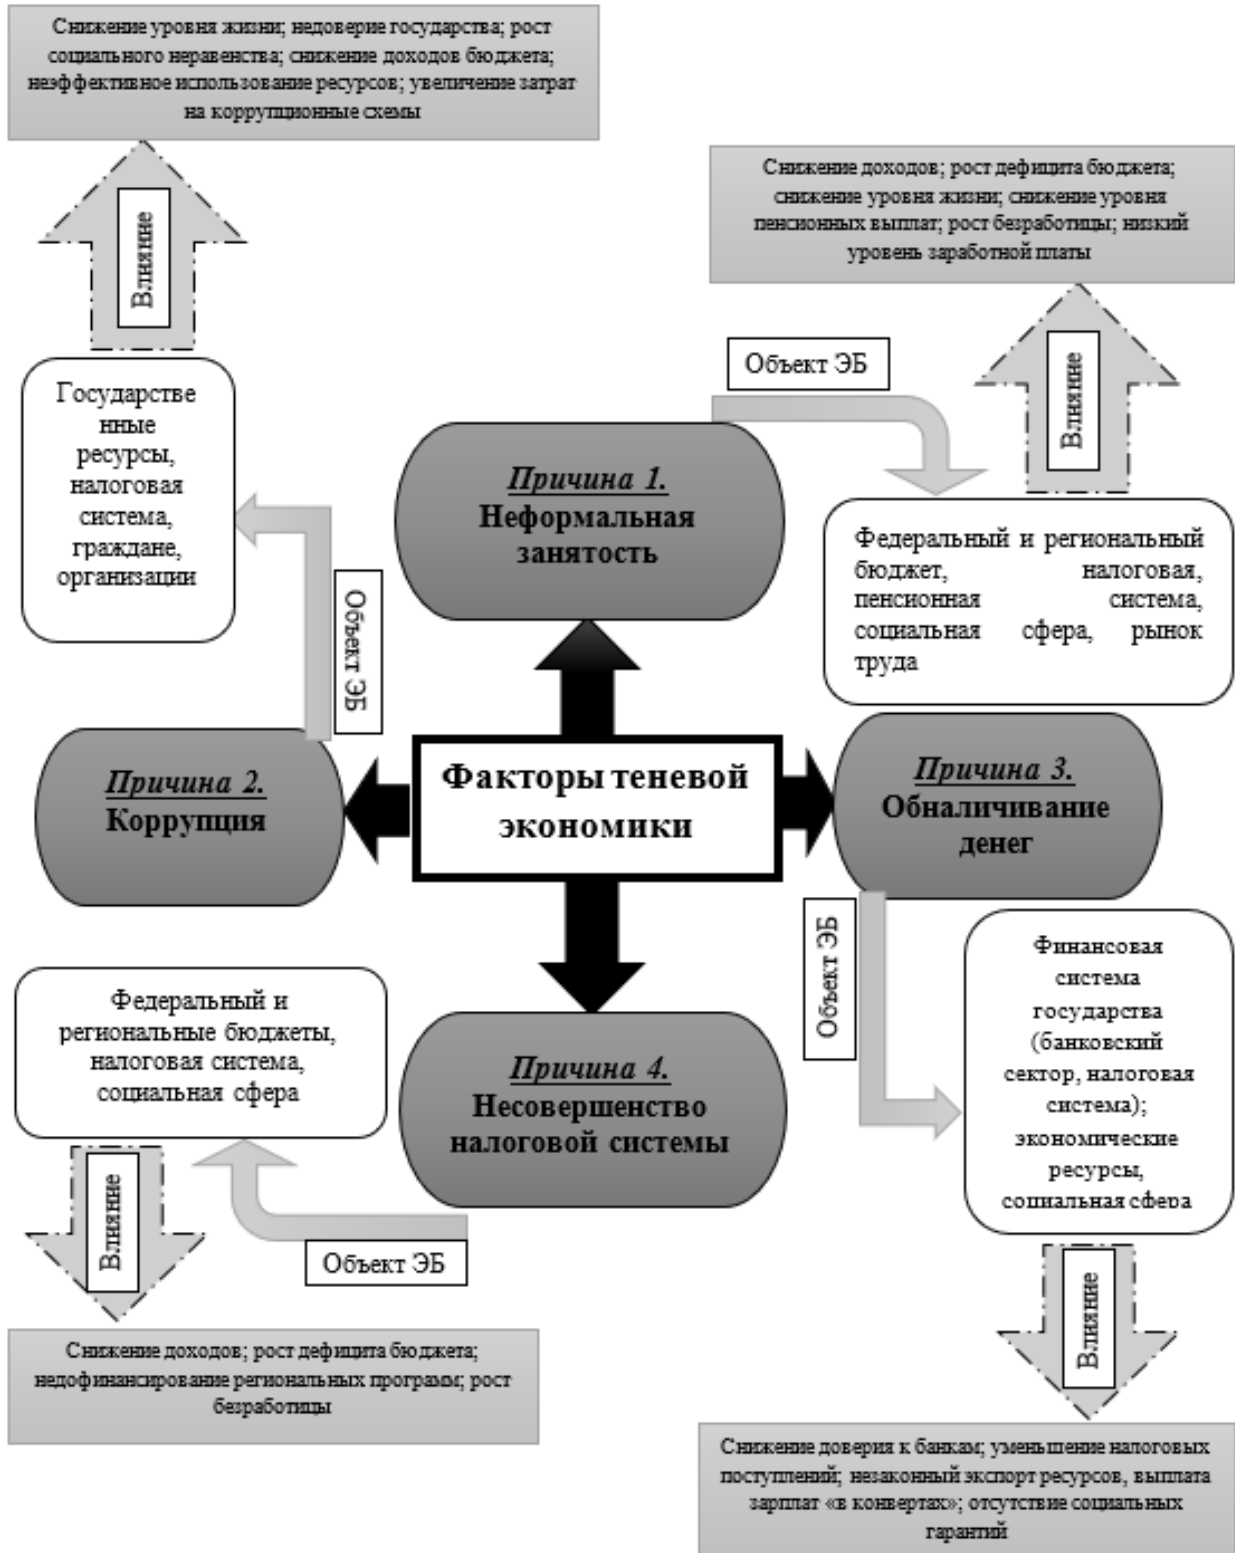 Снижение уровня жизни; недоверие государства; рост
социального неравенства; снижение доходов бюджета;
неэффективное использование ресурсов; увеличение затрат
на коррупционные схемы
Влияние
Снижение доходов; рост дефицита бюджета;
снижение уровня жизни; снижение уровня
пенсионных выплат; рост безработицы; низкий
уровень заработной платы
Влияние
Объект ЭБ
Государстве
нные
ресурсы,
налоговая
система,
граждане,
организации
Объект ЭБ
Причина 1.
Неформальная
занятость
Федеральный и региональный
бюджет, налоговая,
пенсионная система,
социальная сфера, рынок
труда
Причина 2.
Коррупция
Факторы теневой
экономики
Причина 3.
Обналичивание
денег
Объект ЭБ
Финансовая
система
государства
(банковский
сектор, налоговая
система);
экономические
ресурсы,
социальная сфера
Федеральный и
региональные бюджеты,
налоговая система,
социальная сфера
Причина 4.
Несовершенство
налоговой системы
Объект ЭБ
Влияние
Влияние
Снижение доходов; рост дефицита бюджета;
недофинансирование региональных программ; рост
безработицы
Снижение доверия к банкам; уменьшение налоговых
поступлений; незаконный экспорт ресурсов, выплата
зарплат «в конвертах»; отсутствие социальных
гарантий